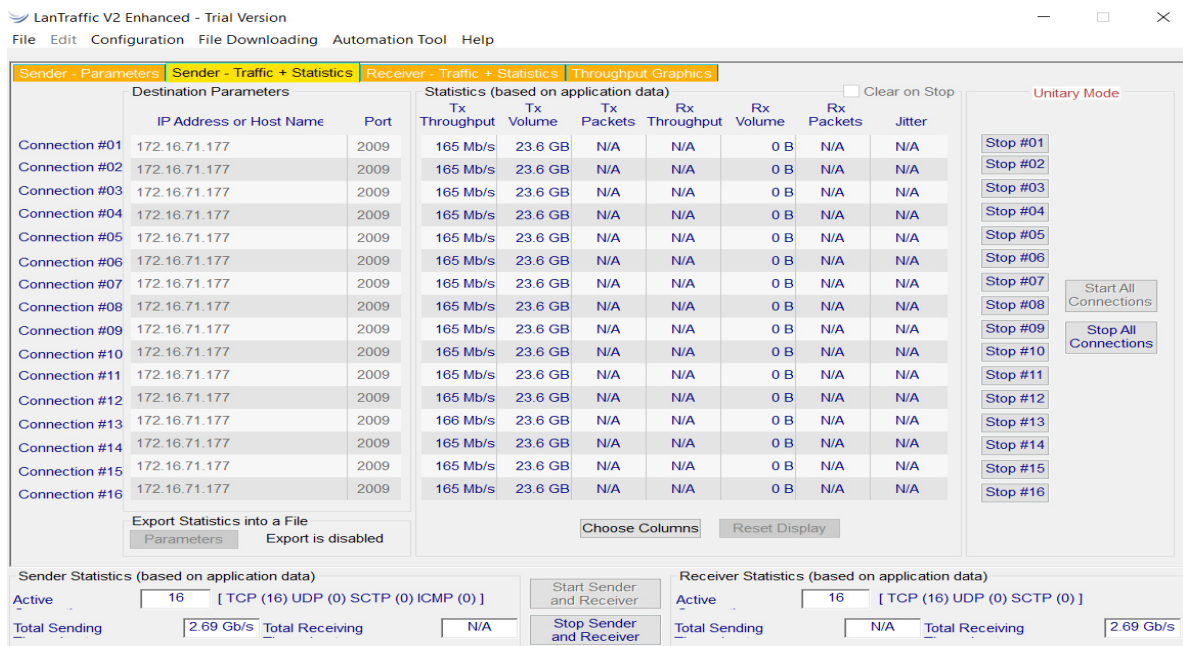 LanTraffic V2 Enhanced - Trial Version
File Edit Configuration File Downloading Automation Tool Help
Sender - Parameters Sender - Traffic + Statistics Receiver - Traffic + Statistics Throughput Graphics
Destination Parameters Statistics (based on application data) Clear on Stop Unitary Mode
Tx Tx Tx Rx Rx Rx
IP Address or Host Name Port Throughput Volume Packets Throughput Volume Packets Jitter
Connection #01 172.16.71.177 2009 165 Mb/s 23.6 GB N/A N/A 0 B N/A N/A Stop #01
Connection #02 172.16.71.177 2009 165 Mb/s 23.6 GB N/A N/A 0 B N/A N/A Stop #02
Connection #03 172.16.71.177 2009 165 Mb/s 23.6 GB N/A N/A 0 B N/A N/A Stop #03
Connection #04 172.16.71.177 2009 165 Mb/s 23.6 GB N/A N/A 0 B N/A N/A Stop #04
Connection #05 172.16.71.177 2009 165 Mb/s 23.6 GB N/A N/A 0 B N/A N/A Stop #05
Connection #06 172.16.71.177 2009 165 Mb/s 23.6 GB N/A N/A 0 B N/A N/A Stop #06
Connection #07 172.16.71.177 2009 165 Mb/s 23.6 GB N/A N/A 0 B N/A N/A Stop #07 Start All
Connection #08 172.16.71.177 2009 165 Mb/s 23.6 GB N/A N/A 0 B N/A N/A Stop #08 Connections
Connection #09 172.16.71.177 2009 165 Mb/s 23.6 GB N/A N/A 0 B N/A N/A Stop #09 Stop All
Connection #10 172.16.71.177 2009 165 Mb/s 23.6 GB N/A N/A 0 B N/A N/A Stop #10 Connections
Connection #11 172.16.71.177 2009 165 Mb/s 23.6 GB N/A N/A 0 B N/A N/A Stop #11
Connection #12 172.16.71.177 2009 165 Mb/s 23.6 GB N/A N/A 0 B N/A N/A Stop #12
Connection #13 172.16.71.177 2009 166 Mb/s 23.6 GB N/A N/A 0 B N/A N/A Stop #13
Connection #14 172.16.71.177 2009 165 Mb/s 23.6 GB N/A N/A 0 B N/A N/A Stop #14
Connection #15 172.16.71.177 2009 165 Mb/s 23.6 GB N/A N/A 0 B N/A N/A Stop #15
Connection #16 172.16.71.177 2009 165 Mb/s 23.6 GB N/A N/A 0 B N/A N/A Stop #16
Export Statistics into a File
Parameters Export is disabled Choose Columns Reset Display
Sender Statistics (based on application data) Receiver Statistics (based on application data)
Start Sender
Active 16 [ TCP (16) UDP (0) SCTP (0) ICMP (0) ] and Receiver Active 16 [ TCP (16) UDP (0) SCTP (0) ]
Stop Sender
Total Sending 2.69 Gb/s Total Receiving N/A and Receiver Total Sending N/A Total Receiving 2.69 Gb/s